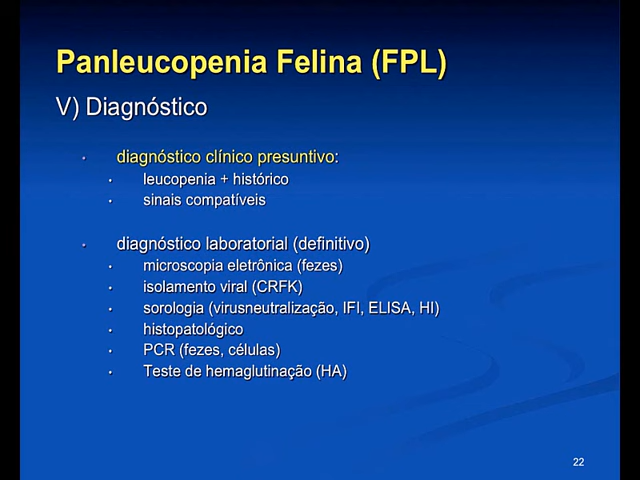 Panleucopenia Felina (FPL)
V) Diagnóstico
• diagnóstico clínico presuntivo:
• leucopenia + histórico
• sinais compatíveis
• diagnóstico laboratorial (definitivo)
• microscopia eletrônica (fezes)
• isolamento viral (CRFK)
• sorologia (virusneutralização, IFI, ELISA, HI)
• histopatológico
• PCR (fezes, células)
• Teste de hemaglutinação (HA)
22